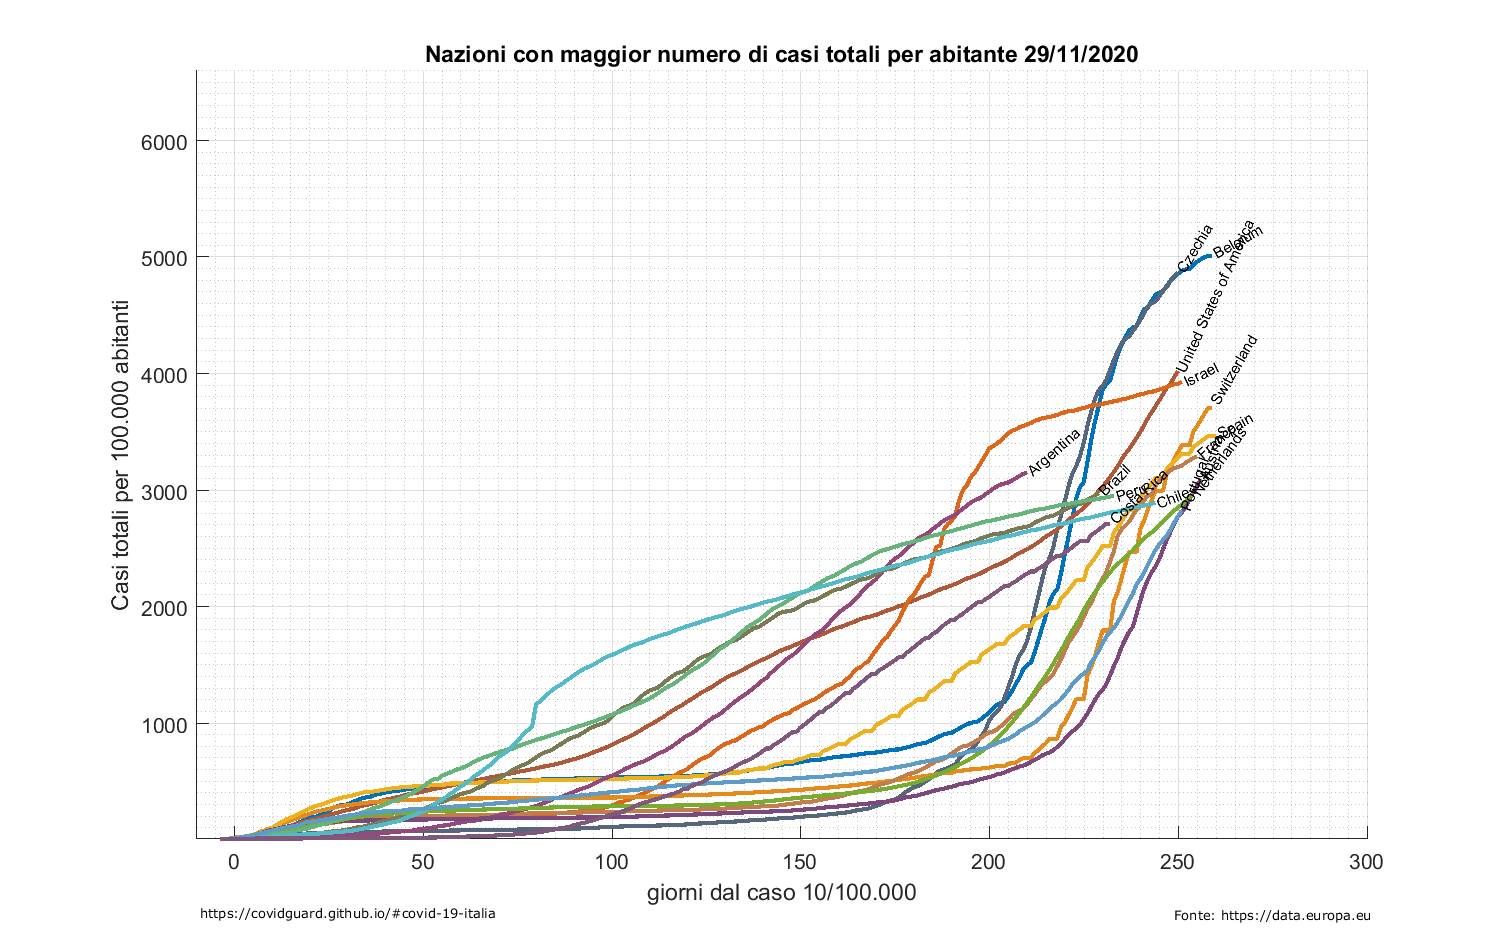 Nazioni con maggior numero di casi totali per abitante 29/11/2020
Casi totali per 100.000 abitanti
6000
5000
4000
3000
2000
1000
Czechia
Belgium
United States of America
Israel
Switzerland
Argentina
Spain
France
Netherlands
Brazil
Peru
Costa Rica
Chile
0
50
100
150
200
250
300
giorni dal caso 10/100.000
https://covidguard.github.io/#covid-19-italia
Fonte: https://data.europa.eu